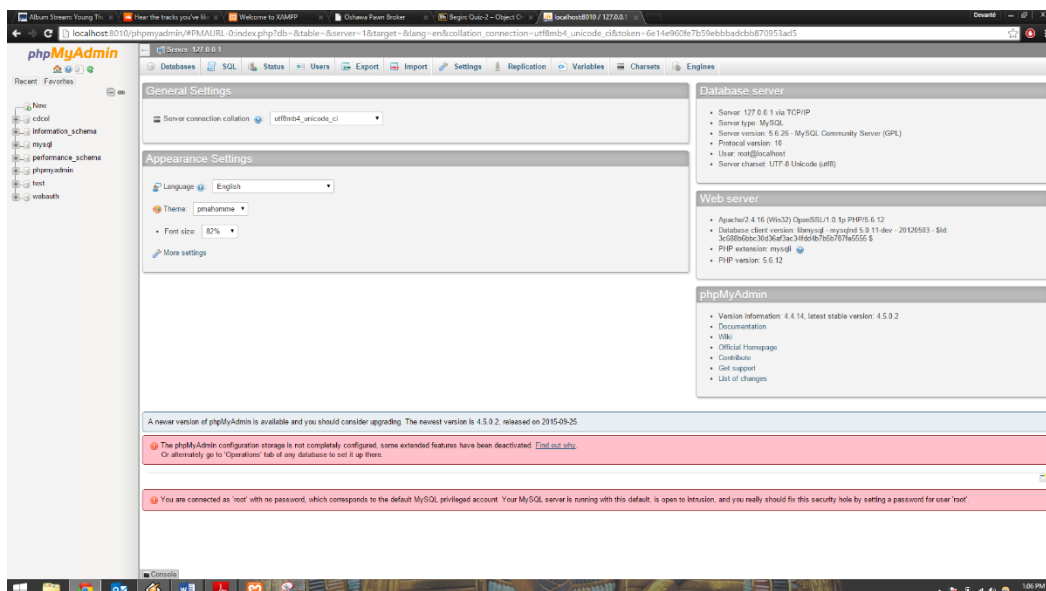 Album Stream: Young Th
Hear the tracks you've lik
Welcome to XAMPP
Oshawa Pawn Broker
Begin: Quiz-2 – Object O
localhost:8010 / 127.0.0.1
Devanté
localhost:8010/phpmyadmin/#PMAURL-0:index.php?db=&table=&server=1&target=&lang=en&collation_connection=utf8mb4_unicode_ci&token=6e14e960fe7b59ebbbadcbb870953ad5
phpMyAdmin
Recent Favorites
New
cdcol
information_schema
mysql
performance_schema
phpmyadmin
test
webauth
Server: 127.0.0.1
Databases SQL Status Users Export Import Settings Replication Variables Charsets Engines
General Settings
Server connection collation utf8mb4_unicode_ci
Appearance Settings
Language English
Theme: pmahomme
Font size: 82%
More settings
Database server
Server: 127.0.0.1 via TCP/IP
Server type: MySQL
Server version: 5.6.26 - MySQL Community Server (GPL)
Protocol version: 10
User: root@localhost
Server charset: UTF-8 Unicode (utf8)
Web server
Apache/2.4.16 (Win32) OpenSSL/1.0.1p PHP/5.6.12
Database client version: libmysql - mysqlnd 5.0.11-dev - 20120503 - $Id:
3c688b6bbc30d36af3ac34fdd4b7b5b787fe5555 $
PHP extension: mysqli
PHP version: 5.6.12
phpMyAdmin
Version information: 4.4.14, latest stable version: 4.5.0.2
Documentation
Wiki
Official Homepage
Contribute
Get support
List of changes
A newer version of phpMyAdmin is available and you should consider upgrading. The newest version is 4.5.0.2, released on 2015-09-25.
The phpMyAdmin configuration storage is not completely configured, some extended features have been deactivated. Find out why.
Or alternately go to 'Operations' tab of any database to set it up there.
You are connected as 'root' with no password, which corresponds to the default MySQL privileged account. Your MySQL server is running with this default, is open to intrusion, and you really should fix this security hole by setting a password for user 'root'.
Console
1:06 PM